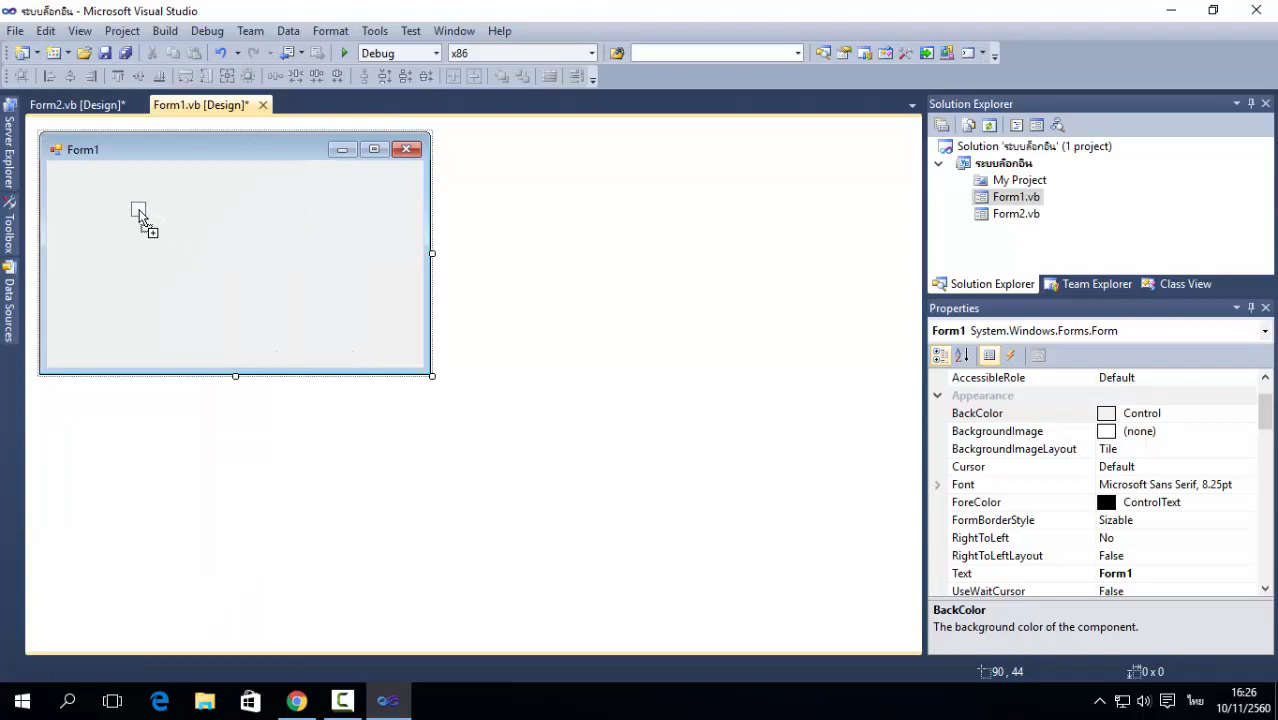 ระบบล็อกอิน - Microsoft Visual Studio
File Edit View Project Build Debug Team Data Format Tools Test Window Help
Debug x86
Form2.vb [Design]* Form1.vb [Design]*
Server Explorer
Toolbox
Data Sources
Form1
Solution Explorer
Solution 'ระบบล็อกอิน' (1 project)
ระบบล็อกอิน
My Project
Form1.vb
Form2.vb
Solution Explorer Team Explorer Class View
Properties
Form1 System.Windows.Forms.Form
AccessibleRole Default
Appearance
BackColor Control
BackgroundImage (none)
BackgroundImageLayout Tile
Cursor Default
Font Microsoft Sans Serif, 8.25pt
ForeColor ControlText
FormBorderStyle Sizable
RightToLeft No
RightToLeftLayout False
Text Form1
UseWaitCursor False
BackColor
The background color of the component.
90 , 44 0 x 0
ไทย
16:26
10/11/2560